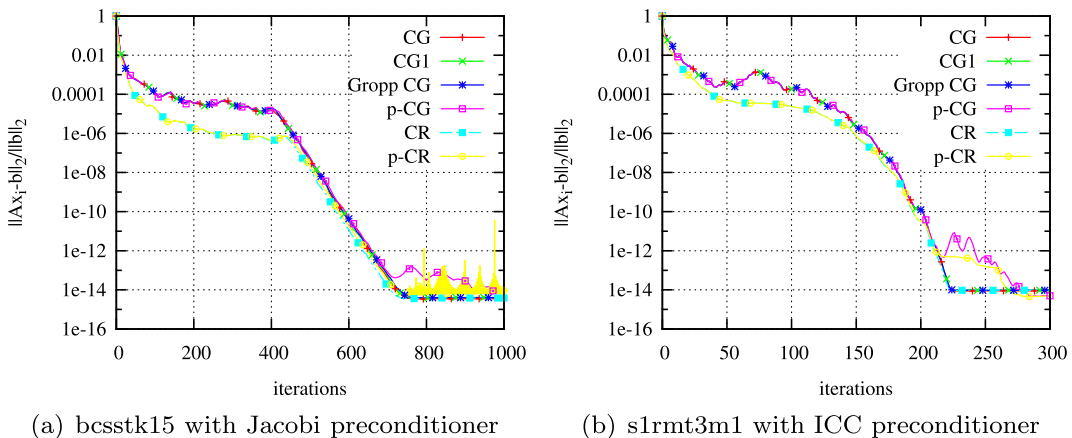 1
0.01
0.0001
1e-06
1e-08
1e-10
1e-12
1e-14
1e-16
||Ax_i-b||_2/||b||_2
0 200 400 600 800 1000
iterations
CG
CG1
Gropp CG
p-CG
CR
p-CR
(a) bcsstk15 with Jacobi preconditioner
1
0.01
0.0001
1e-06
1e-08
1e-10
1e-12
1e-14
1e-16
||Ax_i-b||_2/||b||_2
0 50 100 150 200 250 300
iterations
CG
CG1
Gropp CG
p-CG
CR
p-CR
(b) s1rmt3m1 with ICC preconditioner